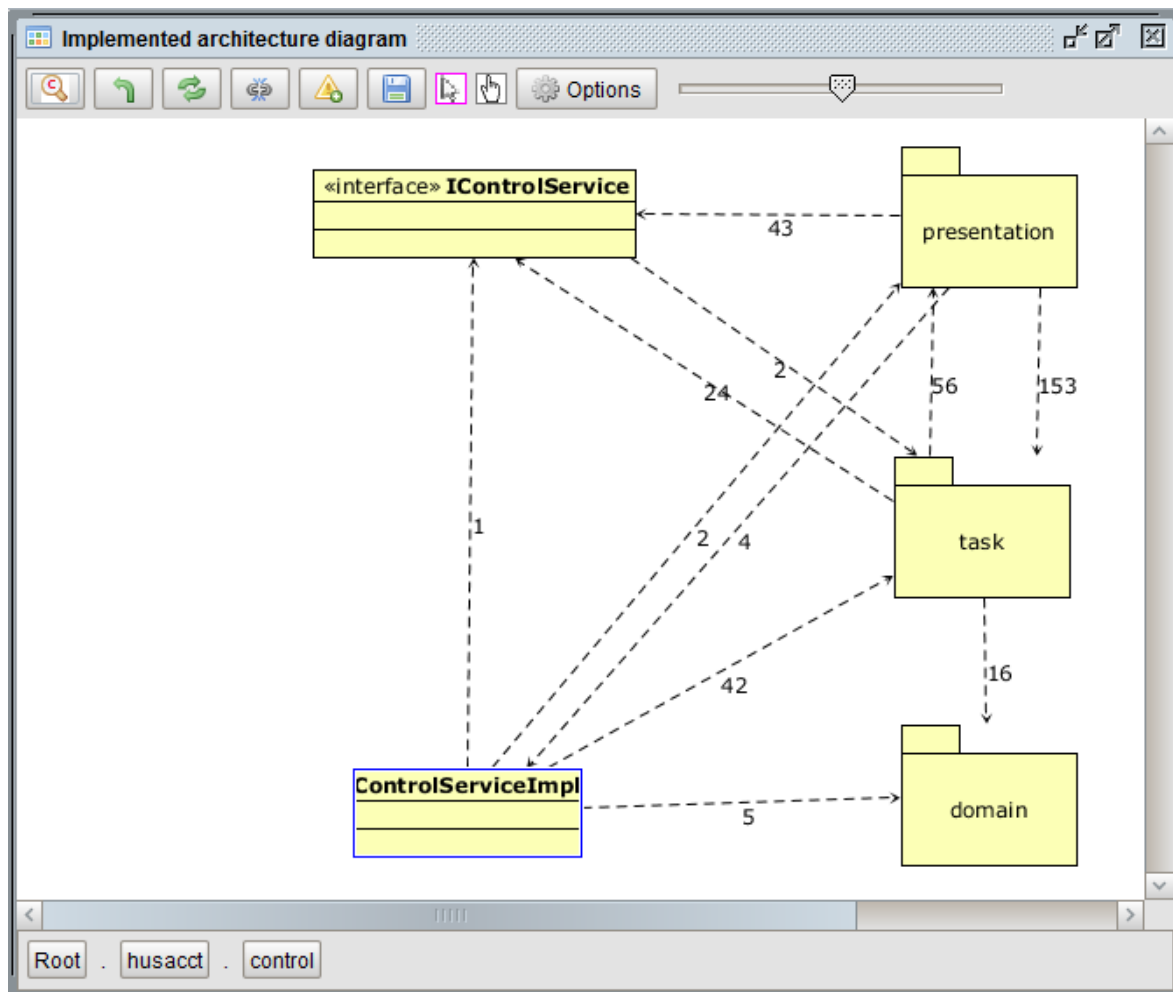 Implemented architecture diagram
Options
«interface» IControlService
presentation
43
2
24
56
153
1
2
4
task
42
16
ControlServiceImpl
5
domain
Root . husacct . control